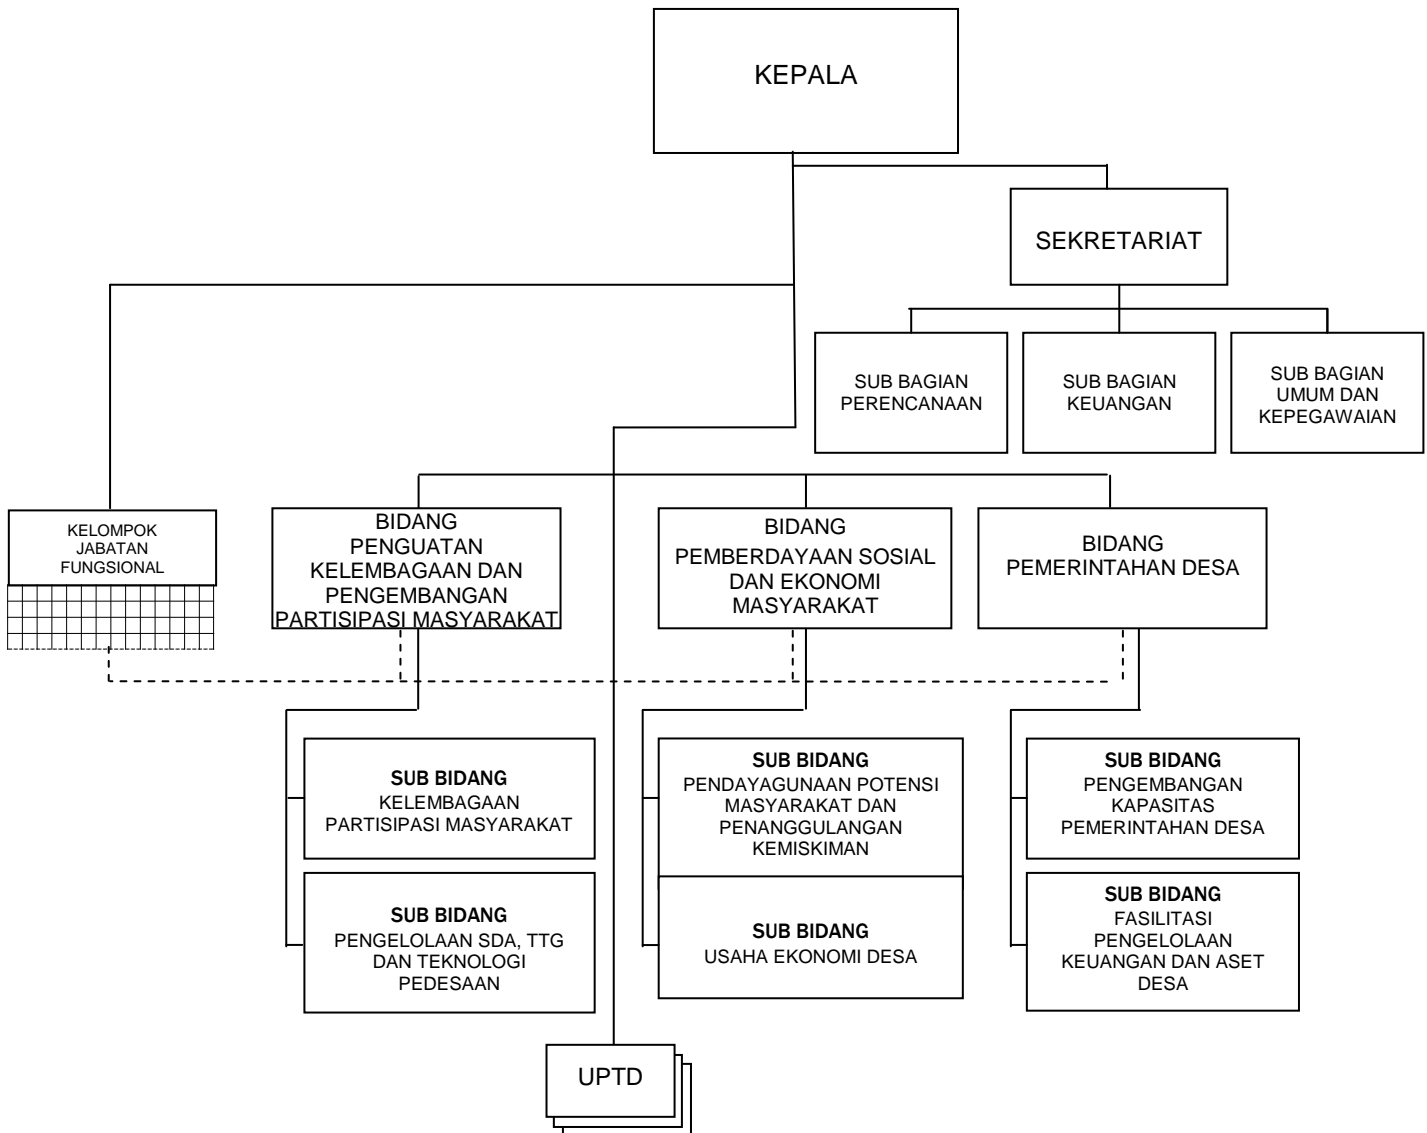 KEPALA
SEKRETARIAT
SUB BAGIAN
PERENCANAAN
SUB BAGIAN
KEUANGAN
SUB BAGIAN
UMUM DAN
KEPEGAWAIAN
KELOMPOK
JABATAN
FUNGSIONAL
BIDANG
PENGUATAN
KELEMBAGAAN DAN
PENGEMBANGAN
PARTISIPASI MASYARAKAT
BIDANG
PEMBERDAYAAN SOSIAL
DAN EKONOMI
MASYARAKAT
BIDANG
PEMERINTAHAN DESA
SUB BIDANG
KELEMBAGAAN
PARTISIPASI MASYARAKAT
SUB BIDANG
PENDAYAGUNAAN POTENSI
MASYARAKAT DAN
PENANGGULANGAN
KEMISKIMAN
SUB BIDANG
PENGEMBANGAN
KAPASITAS
PEMERINTAHAN DESA
SUB BIDANG
PENGELOLAAN SDA, TTG
DAN TEKNOLOGI
PEDESAAN
SUB BIDANG
USAHA EKONOMI DESA
SUB BIDANG
FASILITASI
PENGELOLAAN
KEUANGAN DAN ASET
DESA
UPTD